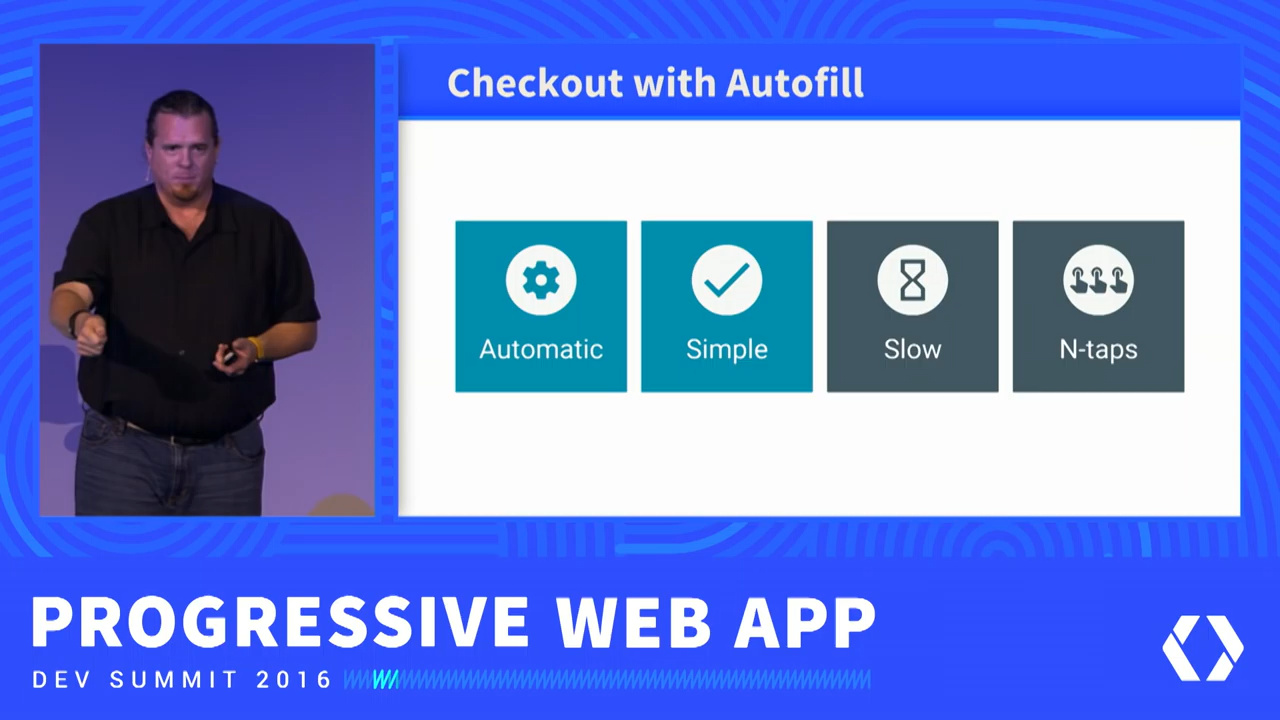 Checkout with Autofill
Automatic
Simple
Slow
N-taps
PROGRESSIVE WEB APP
DEV SUMMIT 2016